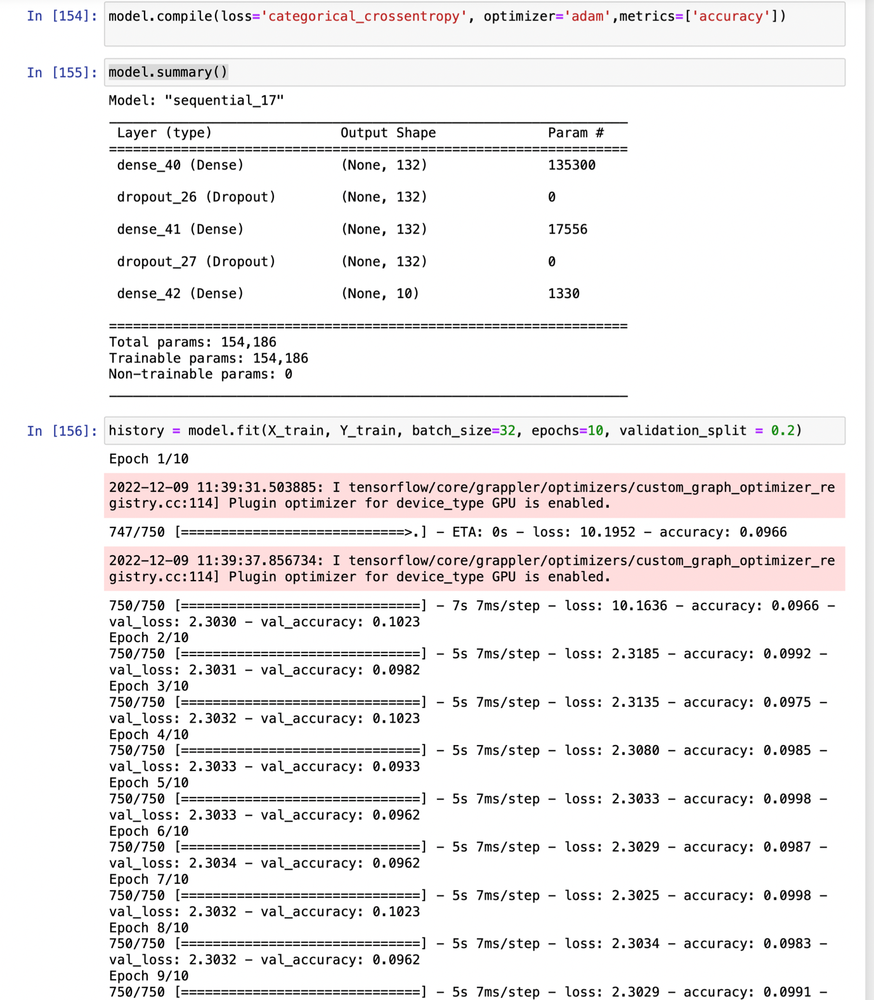 In [154]: model.compile(loss='categorical_crossentropy', optimizer='adam',metrics=['accuracy'])
In [155]: model.summary()
Model: "sequential_17"
_________________________________________________________________
Layer (type) Output Shape Param #
=================================================================
dense_40 (Dense) (None, 132) 135300
dropout_26 (Dropout) (None, 132) 0
dense_41 (Dense) (None, 132) 17556
dropout_27 (Dropout) (None, 132) 0
dense_42 (Dense) (None, 10) 1330
=================================================================
Total params: 154,186
Trainable params: 154,186
Non-trainable params: 0
_________________________________________________________________
In [156]: history = model.fit(X_train, Y_train, batch_size=32, epochs=10, validation_split = 0.2)
Epoch 1/10
2022-12-09 11:39:31.503885: I tensorflow/core/grappler/optimizers/custom_graph_optimizer_re
gistry.cc:114] Plugin optimizer for device_type GPU is enabled.
747/750 [============================>.] - ETA: 0s - loss: 10.1952 - accuracy: 0.0966
2022-12-09 11:39:37.856734: I tensorflow/core/grappler/optimizers/custom_graph_optimizer_re
gistry.cc:114] Plugin optimizer for device_type GPU is enabled.
750/750 [==============================] - 7s 7ms/step - loss: 10.1636 - accuracy: 0.0966 -
val_loss: 2.3030 - val_accuracy: 0.1023
Epoch 2/10
750/750 [==============================] - 5s 7ms/step - loss: 2.3185 - accuracy: 0.0992 -
val_loss: 2.3031 - val_accuracy: 0.0982
Epoch 3/10
750/750 [==============================] - 5s 7ms/step - loss: 2.3135 - accuracy: 0.0975 -
val_loss: 2.3032 - val_accuracy: 0.1023
Epoch 4/10
750/750 [==============================] - 5s 7ms/step - loss: 2.3080 - accuracy: 0.0985 -
val_loss: 2.3033 - val_accuracy: 0.0933
Epoch 5/10
750/750 [==============================] - 5s 7ms/step - loss: 2.3033 - accuracy: 0.0998 -
val_loss: 2.3033 - val_accuracy: 0.0962
Epoch 6/10
750/750 [==============================] - 5s 7ms/step - loss: 2.3029 - accuracy: 0.0987 -
val_loss: 2.3034 - val_accuracy: 0.0962
Epoch 7/10
750/750 [==============================] - 5s 7ms/step - loss: 2.3025 - accuracy: 0.0998 -
val_loss: 2.3032 - val_accuracy: 0.1023
Epoch 8/10
750/750 [==============================] - 5s 7ms/step - loss: 2.3034 - accuracy: 0.0983 -
val_loss: 2.3032 - val_accuracy: 0.0962
Epoch 9/10
750/750 [==============================] - 5s 7ms/step - loss: 2.3029 - accuracy: 0.0991 -